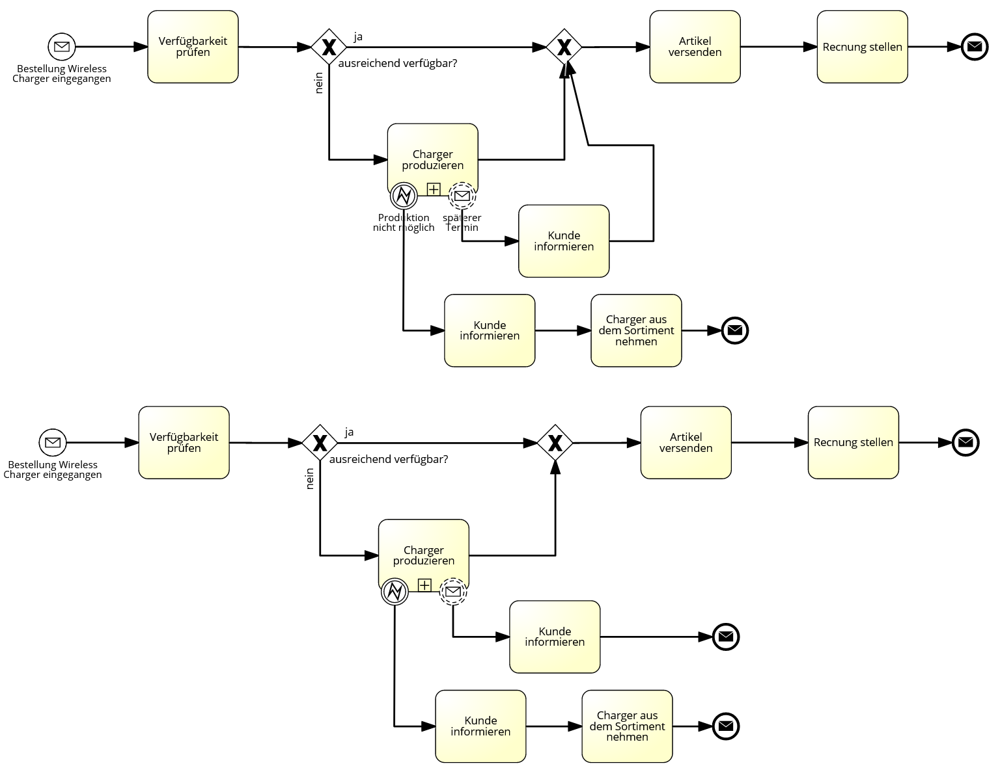 Bestellung Wireless
Charger eingegangen
Verfügbarkeit
prüfen
ja
ausreichend verfügbar?
nein
Artikel
versenden
Recnung stellen
Charger
produzieren
Produktion
nicht möglich
späterer
Termin
Kunde
informieren
Kunde
informieren
Charger aus
dem Sortiment
nehmen
Bestellung Wireless
Charger eingegangen
Verfügbarkeit
prüfen
ja
ausreichend verfügbar?
nein
Artikel
versenden
Recnung stellen
Charger
produzieren
Kunde
informieren
Kunde
informieren
Charger aus
dem Sortiment
nehmen